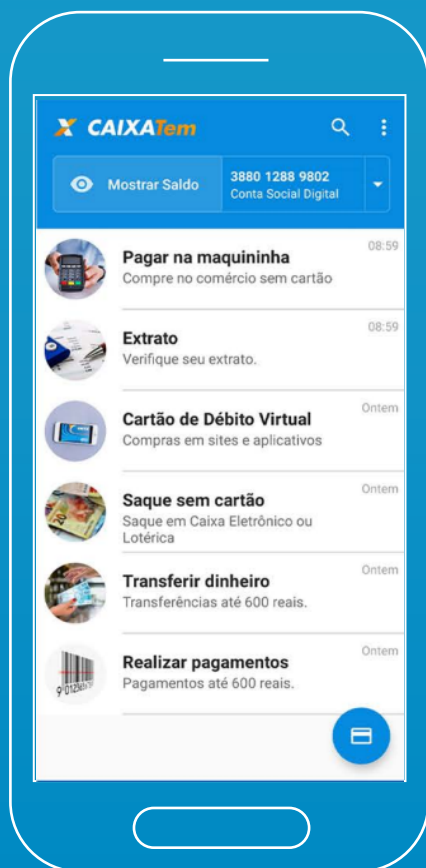 CAIXATem
Mostrar Saldo
3880 1288 9802
Conta Social Digital
Pagar na maquininha
08:59
Compre no comércio sem cartão
Extrato
08:59
Verifique seu extrato.
Cartão de Débito Virtual
Ontem
Compras em sites e aplicativos
Saque sem cartão
Ontem
Saque em Caixa Eletrônico ou
Lotérica
Transferir dinheiro
Ontem
Transferências até 600 reais.
Realizar pagamentos
Ontem
Pagamentos até 600 reais.